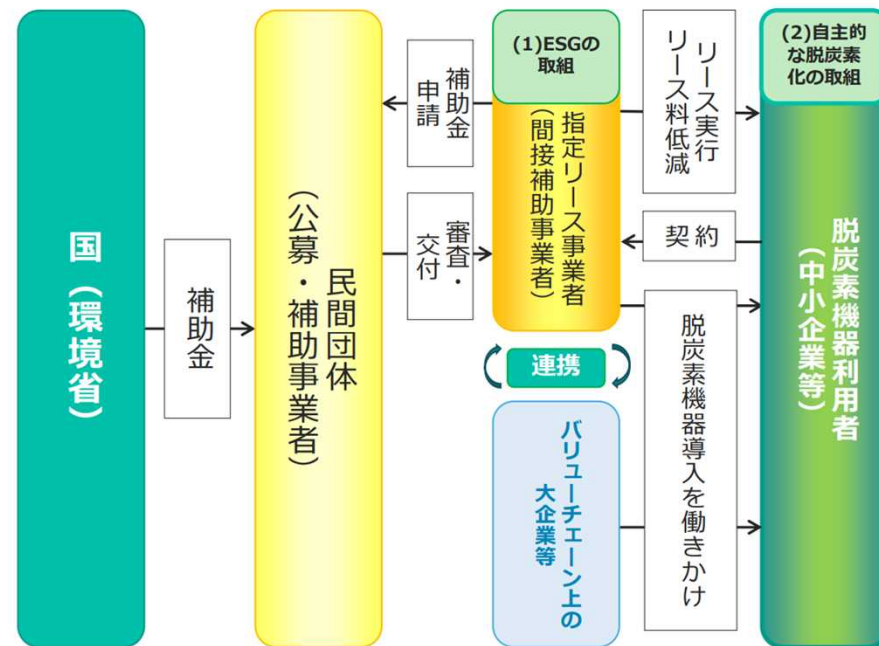 国（環境省）
補助金
民間団体
（公募・補助事業者）
補助金
申請
審査・
交付
(1)ESGの
取組
指定リース事業者
（間接補助事業者）
連携
バリューチェーン上の
大企業等
リース実行
リース料低減
契約
脱炭素機器導入を働きかけ
(2)自主的
な脱炭素
化の取組
脱炭素機器利用者
（中小企業等）